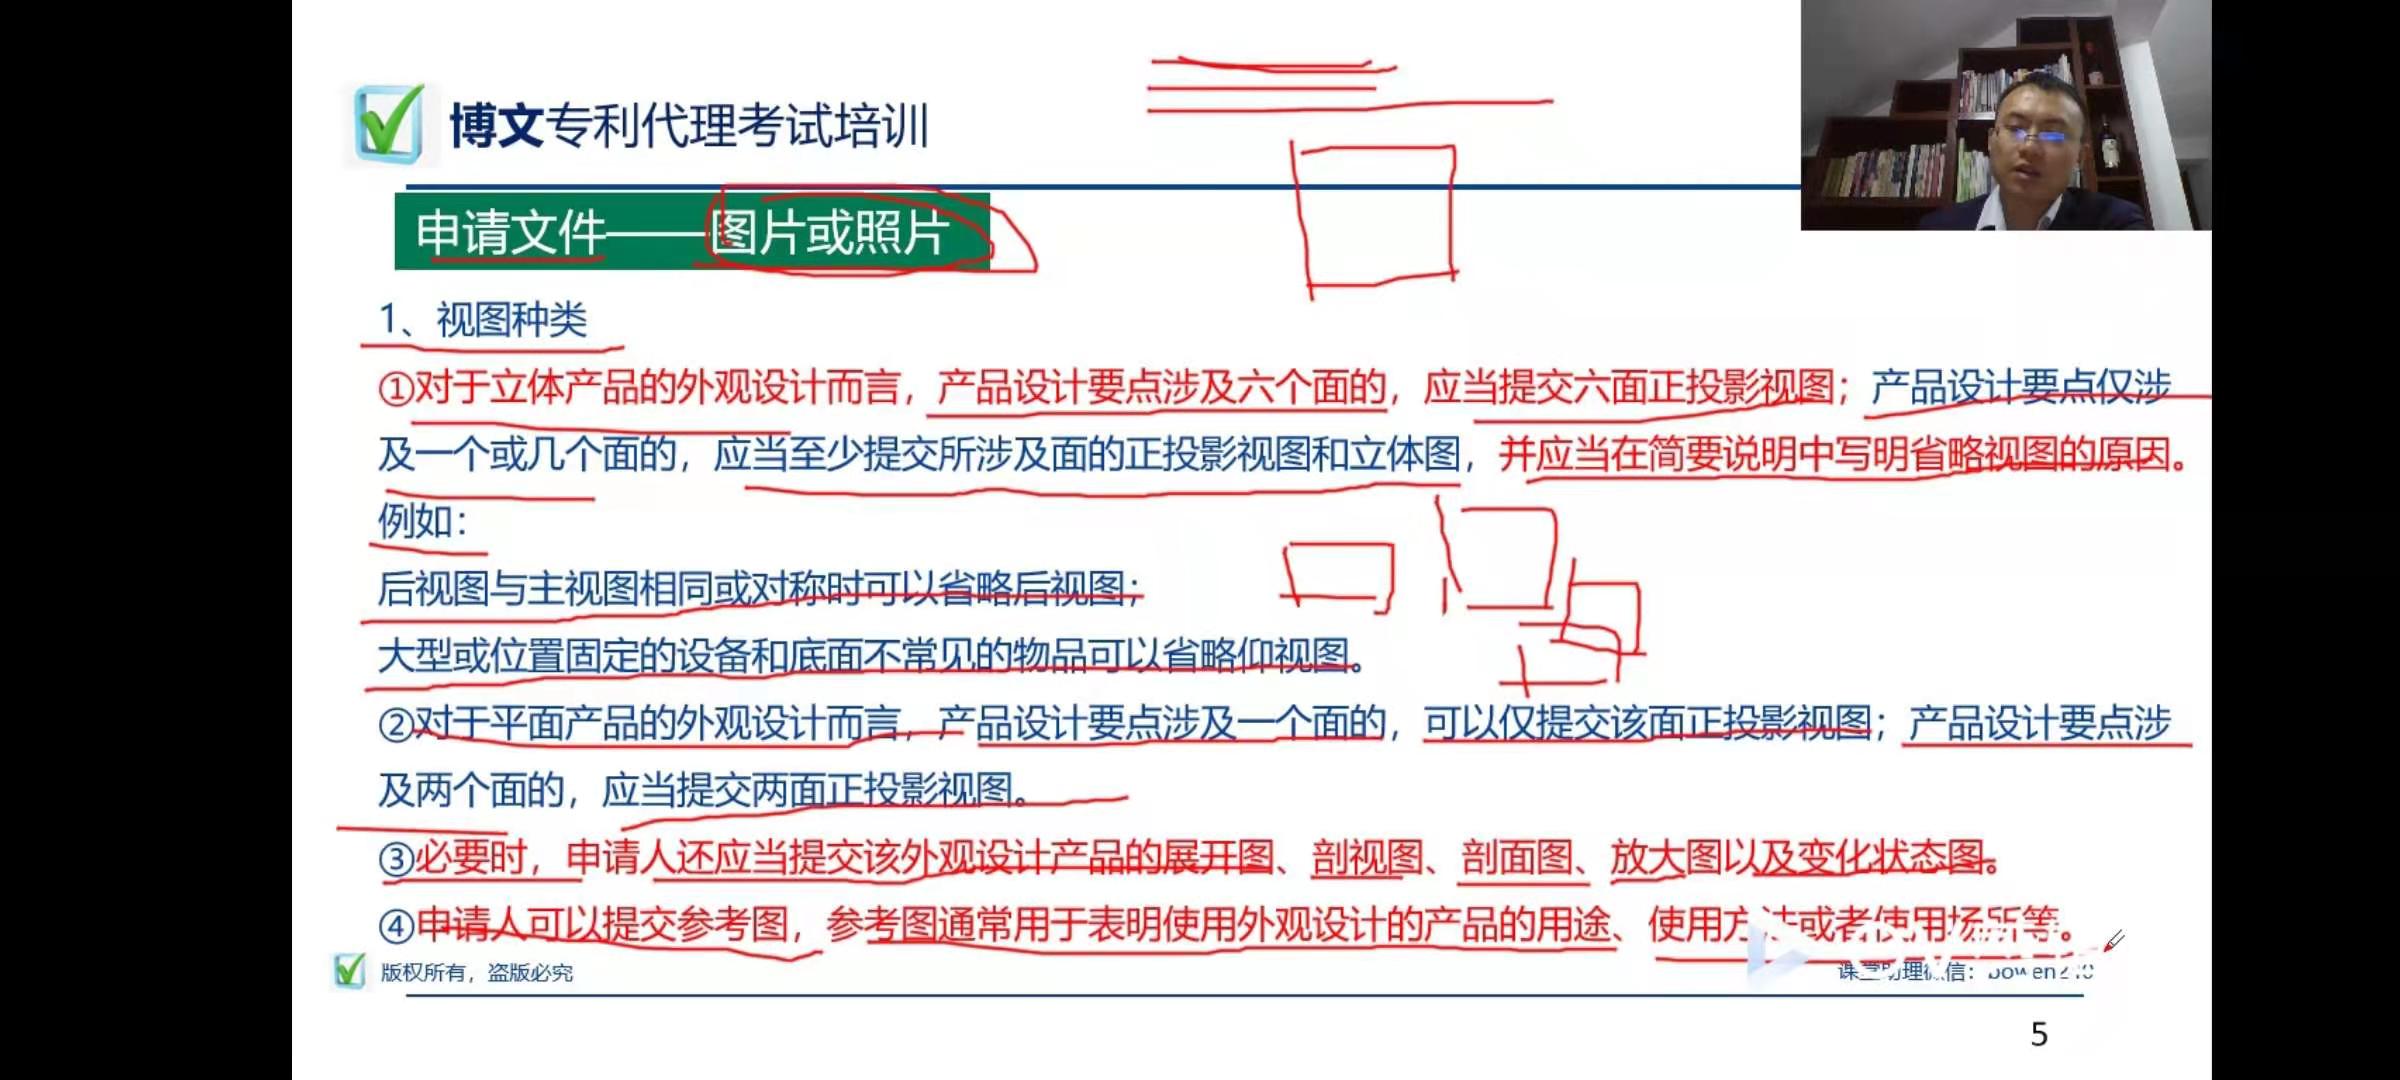 博文专利代理考试培训
申请文件——图片或照片
1、视图种类
①对于立体产品的外观设计而言，产品设计要点涉及六个面的，应当提交六面正投影视图；产品设计要点仅涉
及一个或几个面的，应当至少提交所涉及面的正投影视图和立体图，并应当在简要说明中写明省略视图的原因。
例如：
后视图与主视图相同或对称时可以省略后视图；
大型或位置固定的设备和底面不常见的物品可以省略仰视图。
②对于平面产品的外观设计而言，产品设计要点涉及一个面的，可以仅提交该面正投影视图；产品设计要点涉
及两个面的，应当提交两面正投影视图。
③必要时，申请人还应当提交该外观设计产品的展开图、剖视图、剖面图、放大图以及变化状态图。
④申请人可以提交参考图，参考图通常用于表明使用外观设计的产品的用途、使用方法或者使用场所等。
版权所有，盗版必究
课堂助理微信：bowen210
5